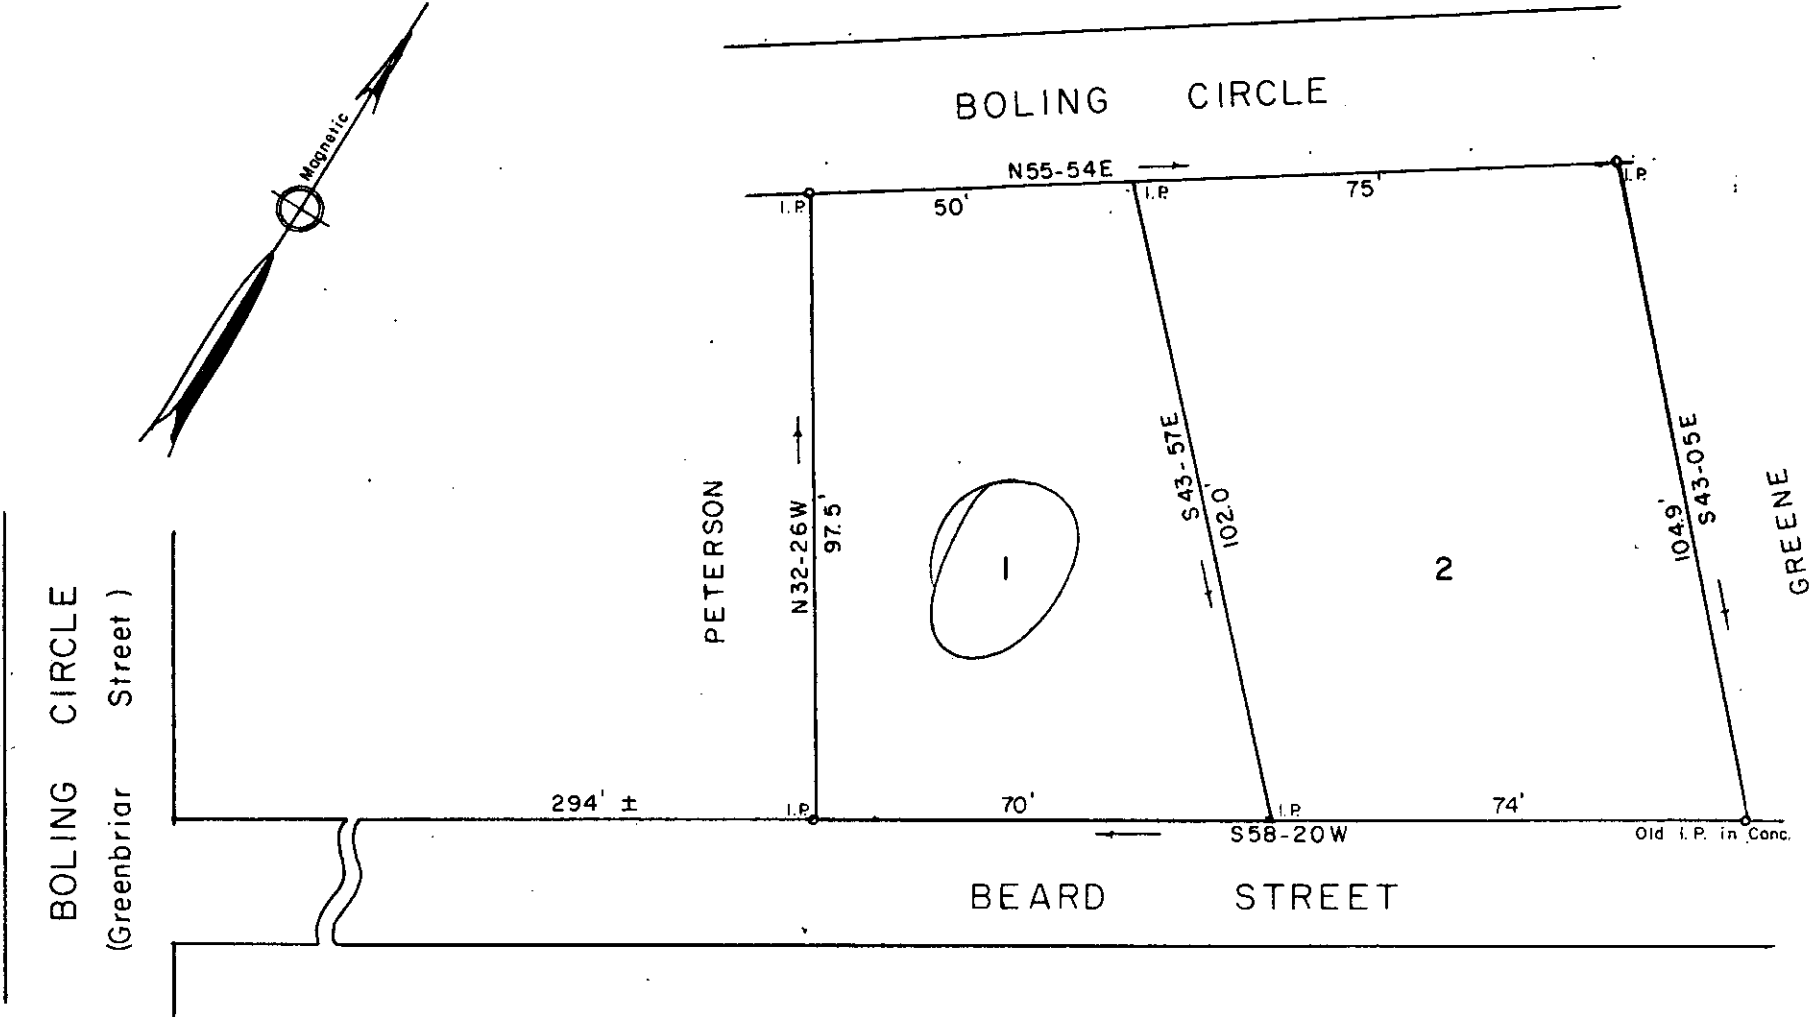 Magnetic
BOLING CIRCLE
N55-54E
I.P.
50'
I.P.
75'
I.P.
PETERSON
N32-26W
97.5'
1
S43-57E
102.0'
2
104.9'
S43-05E
GREENE
BOLING CIRCLE
(Greenbriar Street)
294' ±
I.P.
70'
I.P.
74'
S58-20W
Old I.P. in Conc.
BEARD STREET